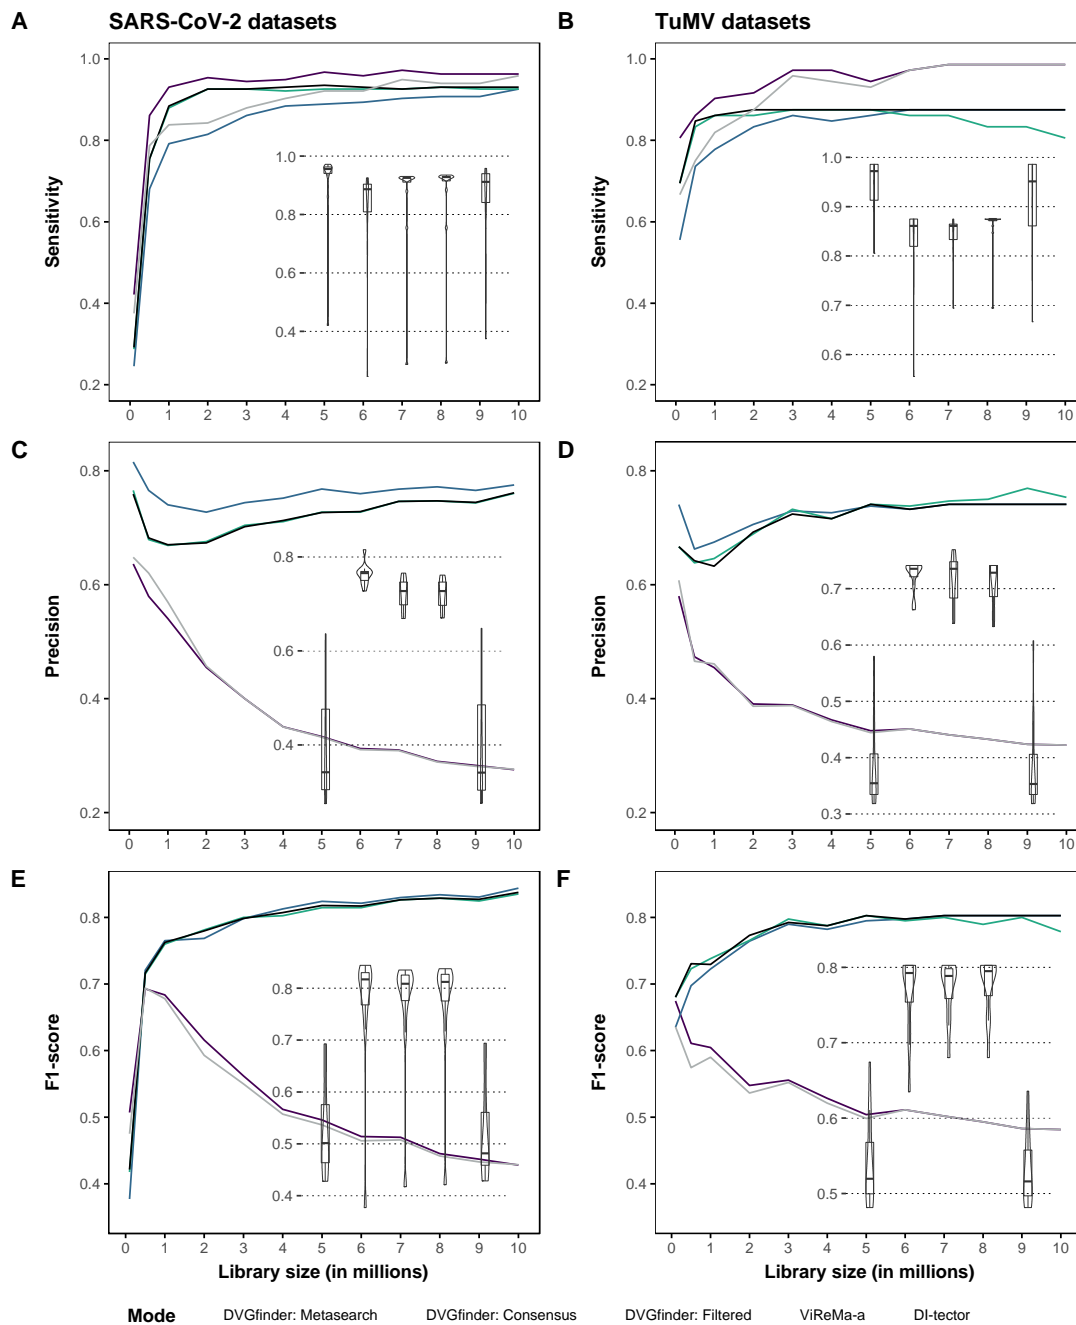 A SARS-CoV-2 datasets
B TuMV datasets
Sensitivity
1.0
0.8
0.6
0.4
0.2
1.0
0.8
0.6
0.4
0 1 2 3 4 5 6 7 8 9 10
Sensitivity
1.0
0.8
0.6
0.4
0.2
1.0
0.9
0.8
0.7
0.6
0 1 2 3 4 5 6 7 8 9 10
C
Precision
0.8
0.6
0.4
0.2
0.8
0.6
0.4
0 1 2 3 4 5 6 7 8 9 10
D
Precision
0.8
0.6
0.4
0.2
0.7
0.6
0.5
0.4
0.3
0 1 2 3 4 5 6 7 8 9 10
E
F1-score
0.8
0.7
0.6
0.5
0.4
0.8
0.7
0.6
0.5
0.4
0 1 2 3 4 5 6 7 8 9 10
Library size (in millions)
F
F1-score
0.8
0.7
0.6
0.5
0.4
0.8
0.7
0.6
0.5
0 1 2 3 4 5 6 7 8 9 10
Library size (in millions)
Mode DVGfinder: Metasearch DVGfinder: Consensus DVGfinder: Filtered ViReMa-a DI-tector